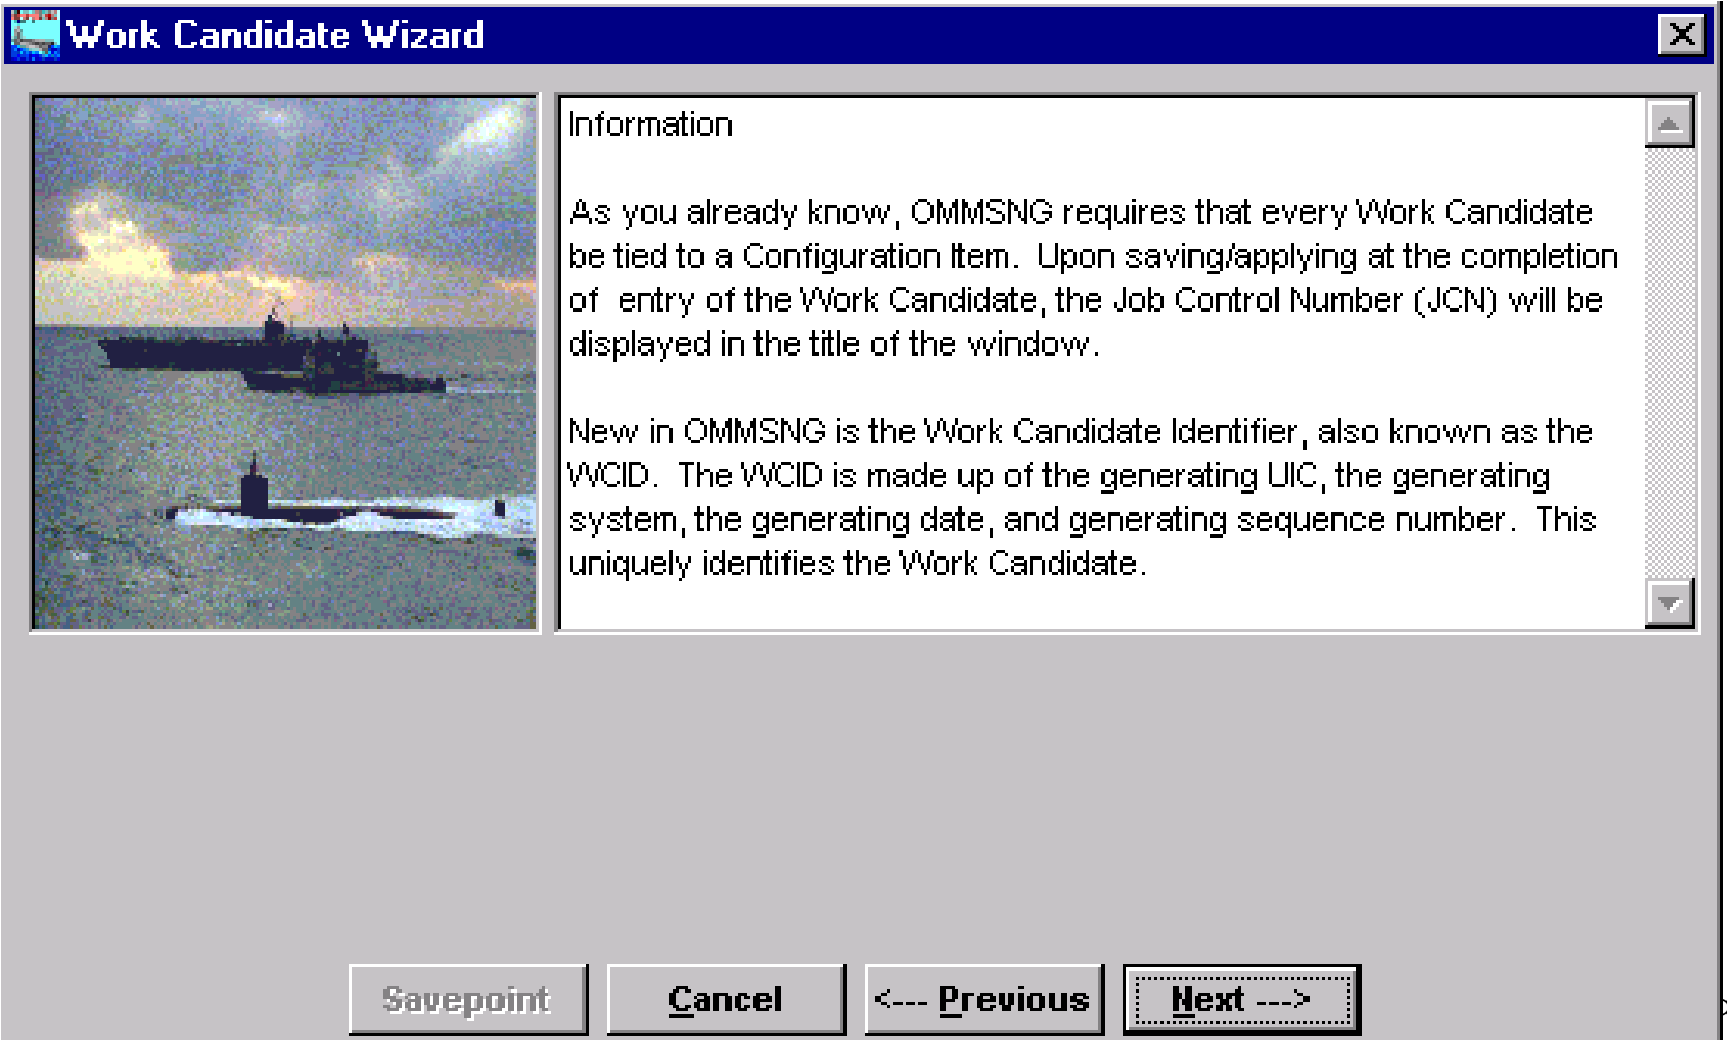 Work Candidate Wizard
Information
As you already know, OMMSNG requires that every Work Candidate
be tied to a Configuration Item.  Upon saving/applying at the completion
of  entry of the Work Candidate, the Job Control Number (JCN) will be
displayed in the title of the window.
New in OMMSNG is the Work Candidate Identifier, also known as the
WCID.  The WCID is made up of the generating UIC, the generating
system, the generating date, and generating sequence number.  This
uniquely identifies the Work Candidate.
Savepoint Cancel <--- Previous Next --->